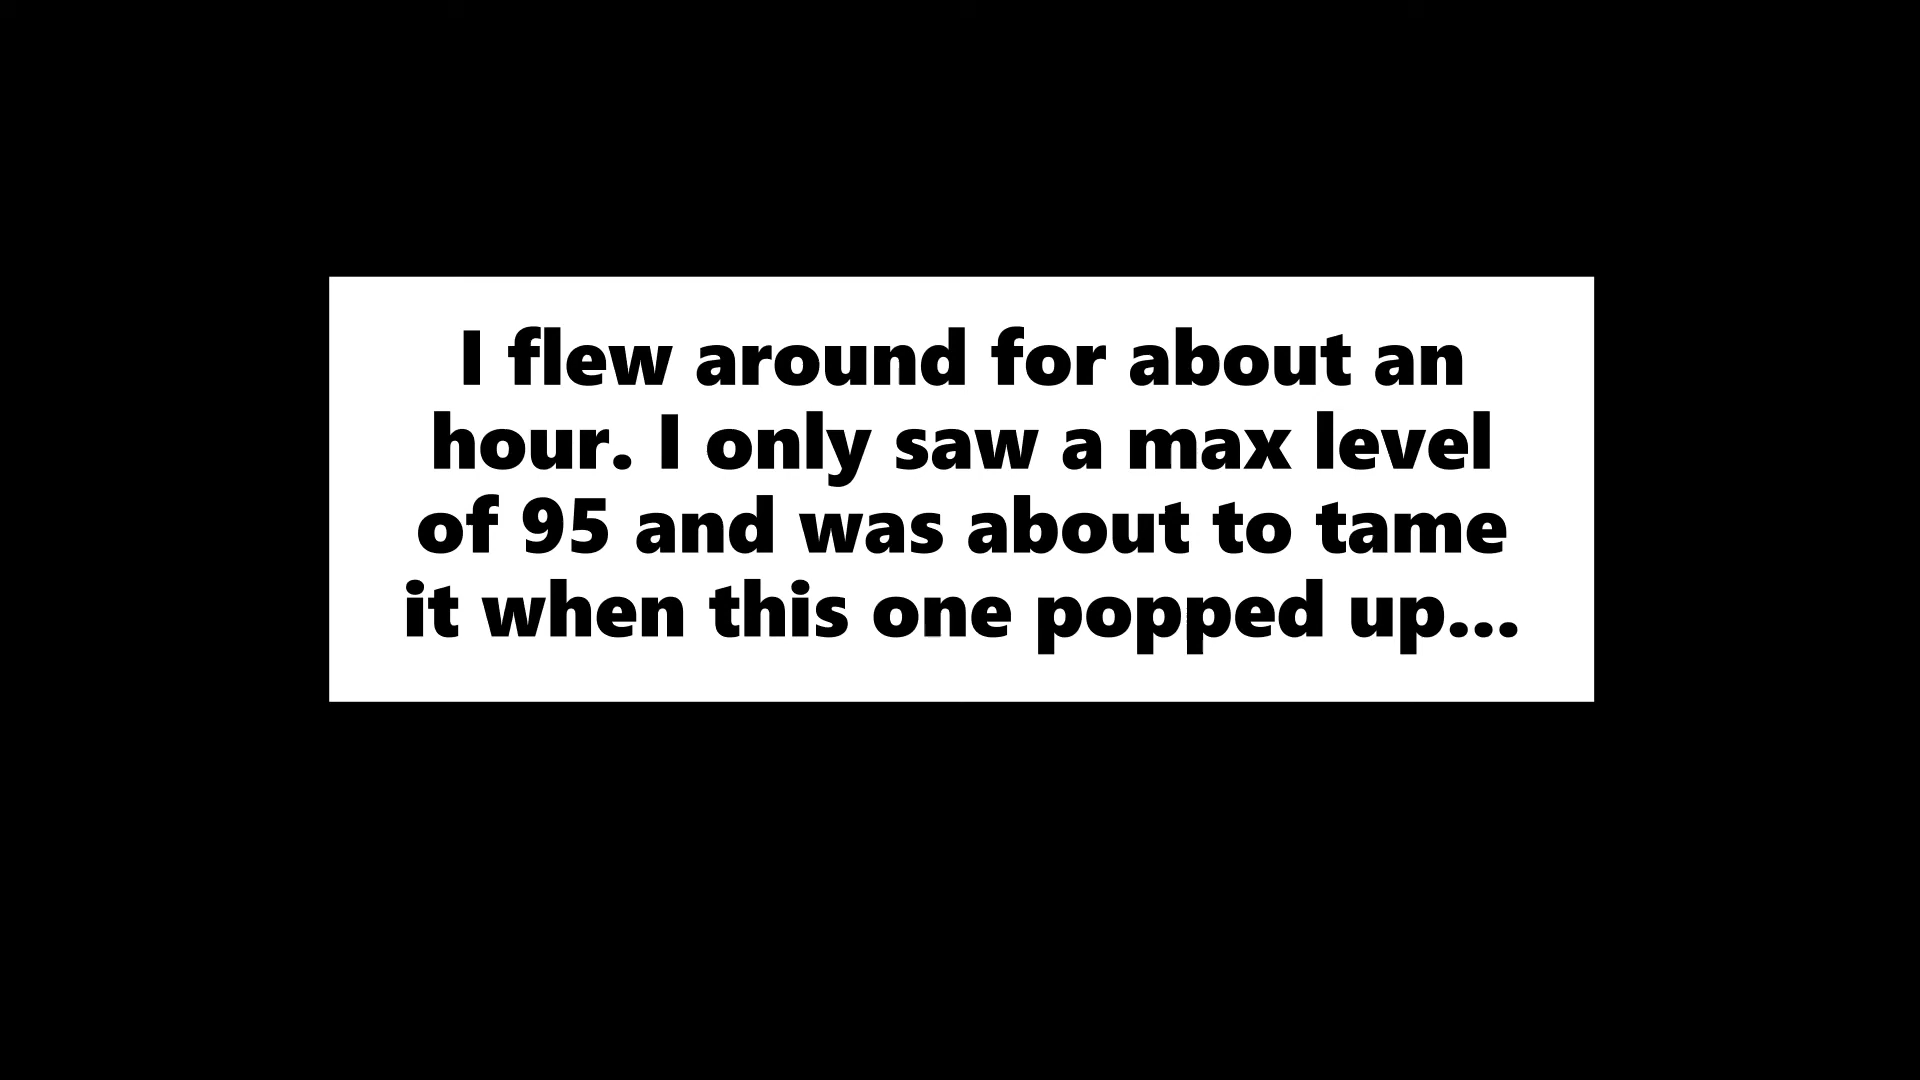 I flew around for about an
hour. I only saw a max level
of 95 and was about to tame
it when this one popped up...